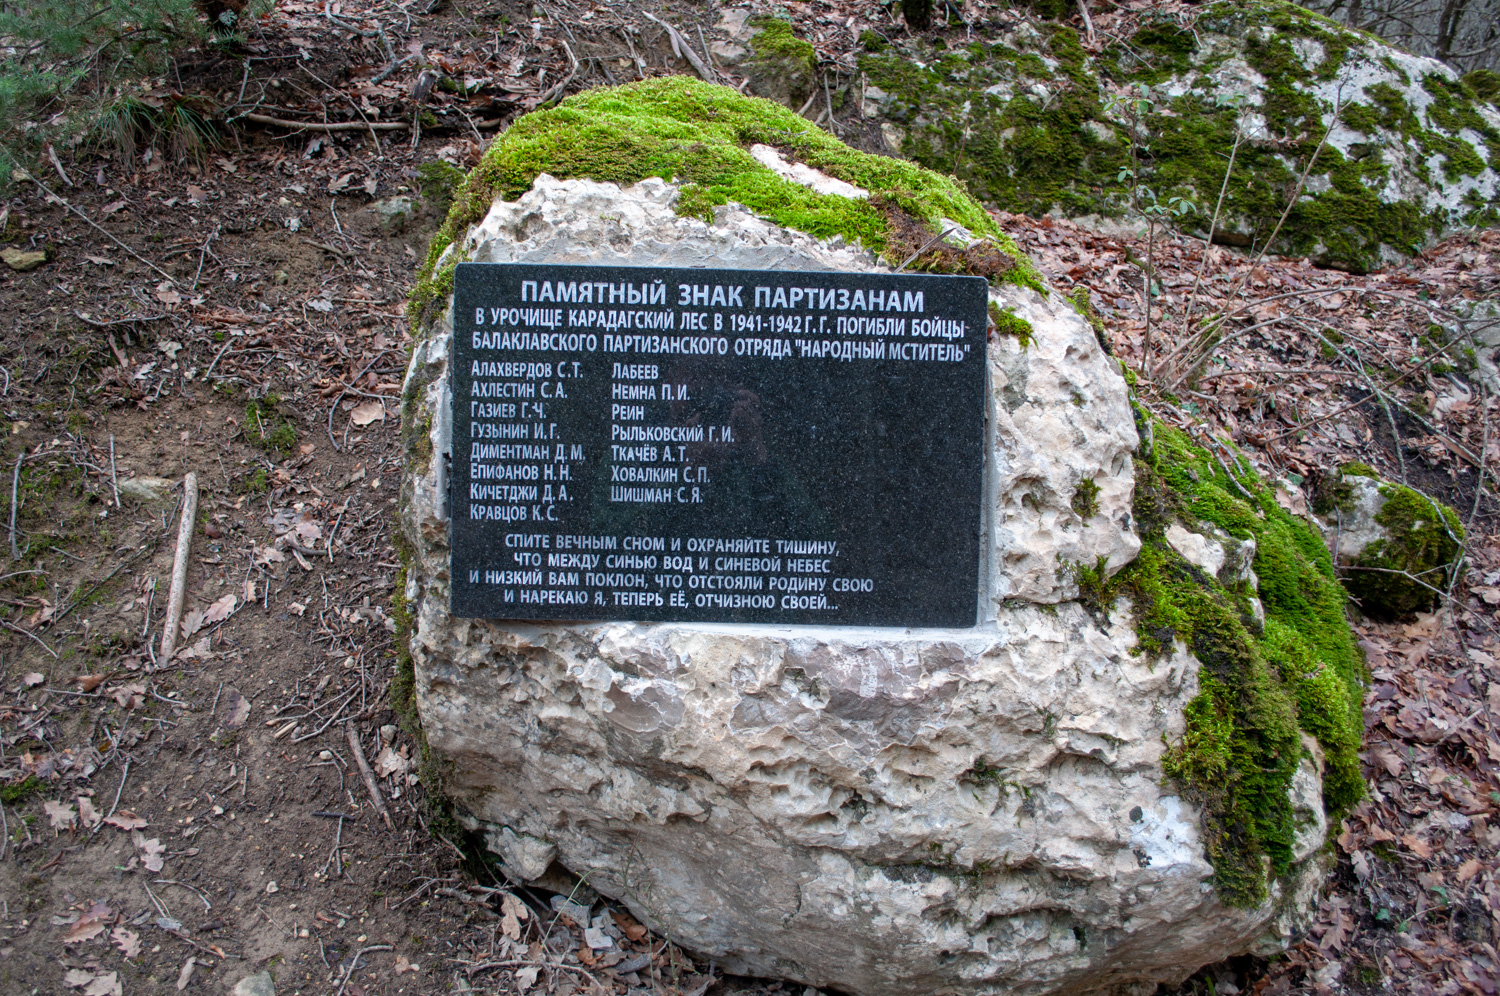 ПАМЯТНЫЙ ЗНАК ПАРТИЗАНАМ
В УРОЧИЩЕ КАРАДАГСКИЙ ЛЕС В 1941-1942 Г. Г. ПОГИБЛИ БОЙЦЫ
БАЛАКЛАВСКОГО ПАРТИЗАНСКОГО ОТРЯДА "НАРОДНЫЙ МСТИТЕЛЬ"
АЛАХВЕРДОВ С. Т.
АХЛЕСТИН С. А.
ГАЗИЕВ Г. Ч.
ГУЗЫНИН И. Г.
ДИМЕНТМАН Д. М.
ЕПИФАНОВ Н. Н.
КИЧЕТДЖИ Д. А.
КРАВЦОВ К. С.
ЛАБЕЕВ
НЕМНА П. И.
РЕИН
РЫЛЬКОВСКИЙ Г. И.
ТКАЧЁВ А. Т.
ХОВАЛКИН С. П.
ШИШМАН С. Я.
СПИТЕ ВЕЧНЫМ СНОМ И ОХРАНЯЙТЕ ТИШИНУ,
ЧТО МЕЖДУ СИНЬЮ ВОД И СИНЕВОЙ НЕБЕС
И НИЗКИЙ ВАМ ПОКЛОН, ЧТО ОТСТОЯЛИ РОДИНУ СВОЮ
И НАРЕКАЮ Я, ТЕПЕРЬ ЕЁ, ОТЧИЗНОЮ СВОЕЙ...